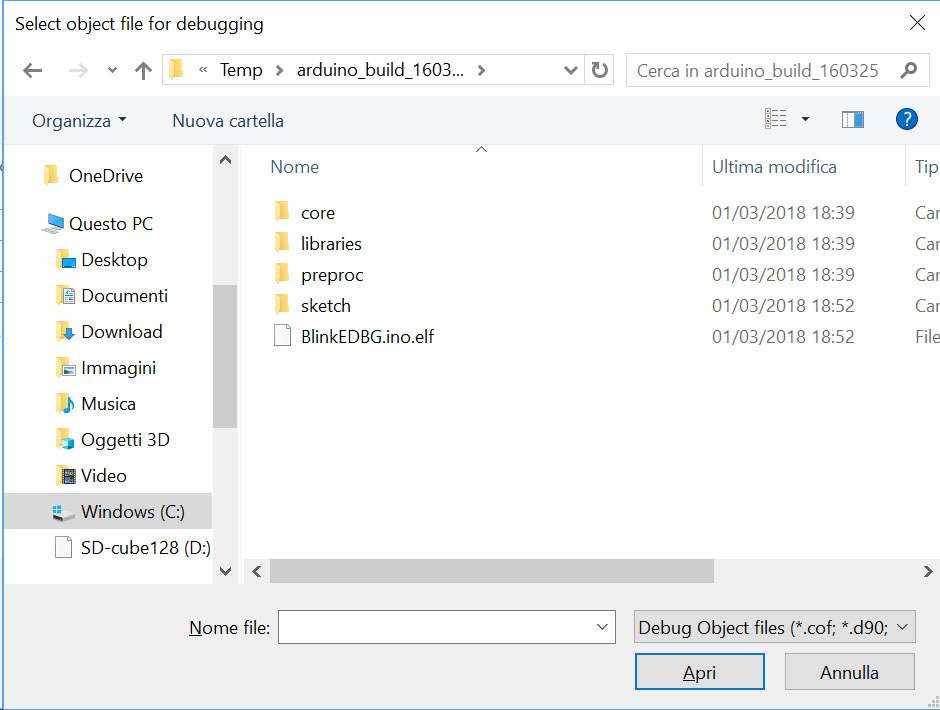 Select object file for debugging
« Temp > arduino_build_1603... >
Cerca in arduino_build_160325
Organizza
Nuova cartella
?
OneDrive
Questo PC
Desktop
Documenti
Download
Immagini
Musica
Oggetti 3D
Video
Windows (C:)
SD-cube128 (D:)
Nome Ultima modifica Tip
core 01/03/2018 18:39 Car
libraries 01/03/2018 18:39 Car
preproc 01/03/2018 18:39 Car
sketch 01/03/2018 18:52 Car
BlinkEDBG.ino.elf 01/03/2018 18:52 File
Nome file:
Debug Object files (*.cof; *.d90;
Apri
Annulla